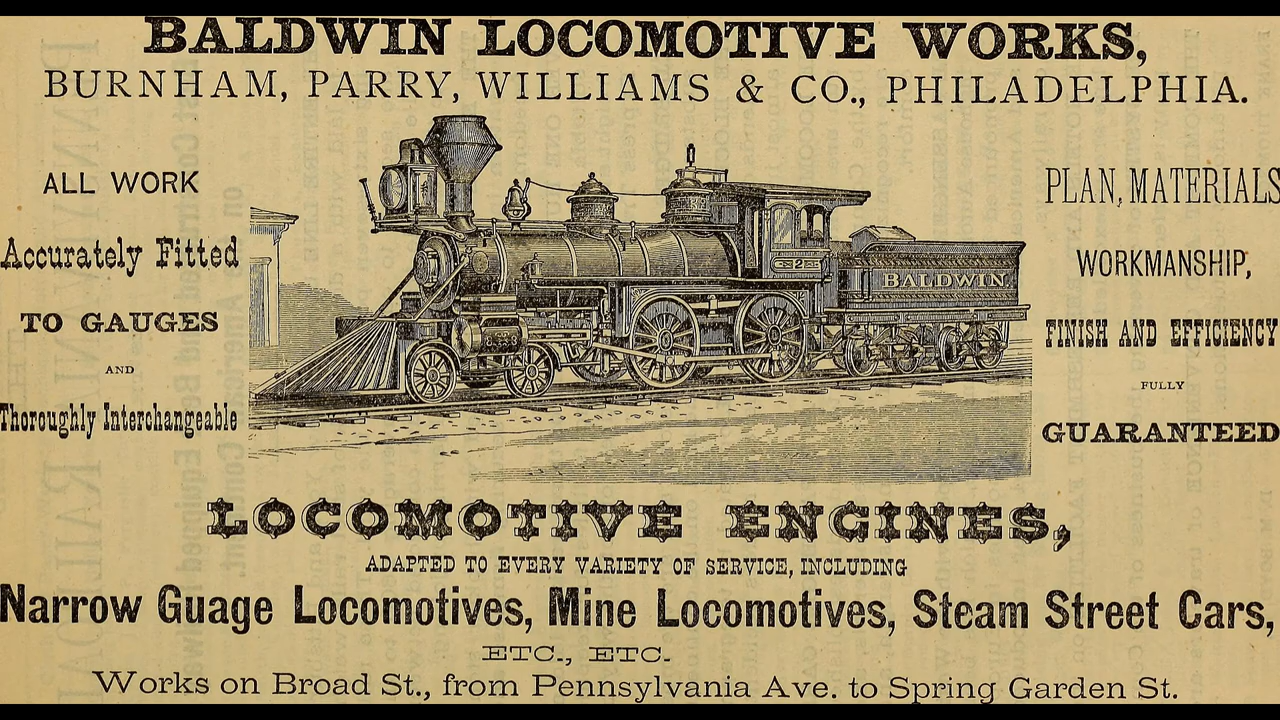 BALDWIN LOCOMOTIVE WORKS,
BURNHAM, PARRY, WILLIAMS & CO., PHILADELPHIA.
ALL WORK
Accurately Fitted
TO GAUGES
AND
Thoroughly Interchangeable
PLAN, MATERIALS
WORKMANSHIP,
FINISH AND EFFICIENCY
FULLY
GUARANTEED
2
BALDWIN
LOCOMOTIVE ENGINES,
ADAPTED TO EVERY VARIETY OF SERVICE, INCLUDING
Narrow Guage Locomotives, Mine Locomotives, Steam Street Cars,
ETC., ETC.
Works on Broad St., from Pennsylvania Ave. to Spring Garden St.